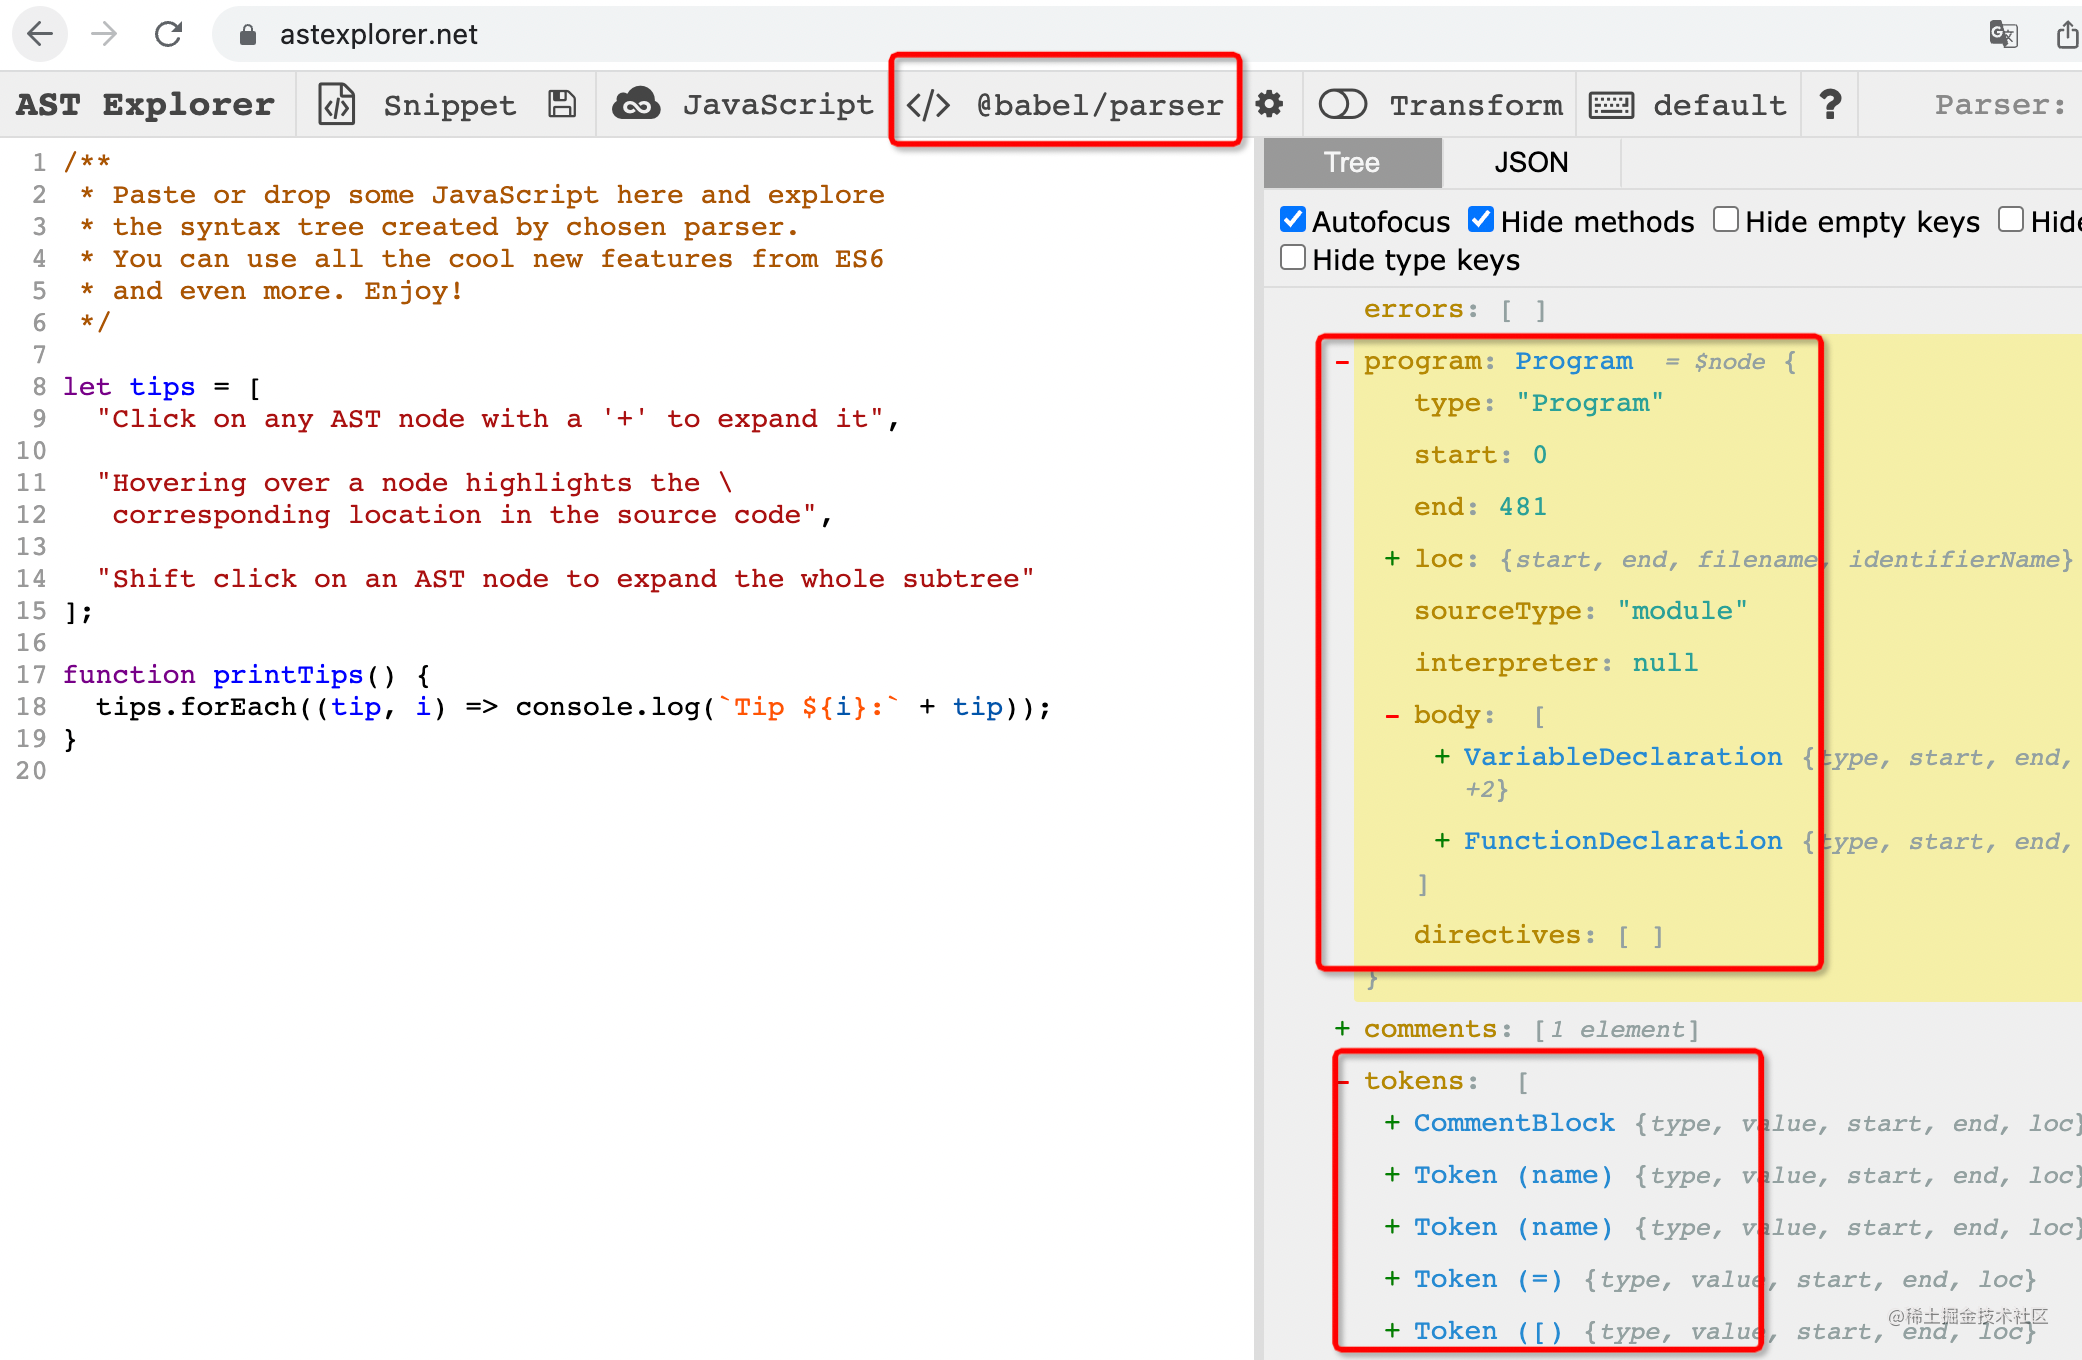 astexplorer.net
AST Explorer
Snippet
JavaScript
</> @babel/parser
Transform
default
?
Parser:
1 /**
2 * Paste or drop some JavaScript here and explore
3 * the syntax tree created by chosen parser.
4 * You can use all the cool new features from ES6
5 * and even more. Enjoy!
6 */
7
8 let tips = [
9 "Click on any AST node with a '+' to expand it",
10
11 "Hovering over a node highlights the \
12 corresponding location in the source code",
13
14 "Shift click on an AST node to expand the whole subtree"
15 ];
16
17 function printTips() {
18 tips.forEach((tip, i) => console.log(`Tip ${i}:` + tip));
19 }
20
Tree
JSON
Autofocus Hide methods Hide empty keys Hide
Hide type keys
errors: [ ]
- program: Program = $node {
type: "Program"
start: 0
end: 481
+ loc: {start, end, filename, identifierName}
sourceType: "module"
interpreter: null
- body: [
+ VariableDeclaration {type, start, end,
+2}
+ FunctionDeclaration {type, start, end,
]
directives: [ ]
}
+ comments: [1 element]
- tokens: [
+ CommentBlock {type, value, start, end, loc}
+ Token (name) {type, value, start, end, loc}
+ Token (name) {type, value, start, end, loc}
+ Token (=) {type, value, start, end, loc}
+ Token ([) {type, value, start, end, loc}
@稀土掘金技术社区